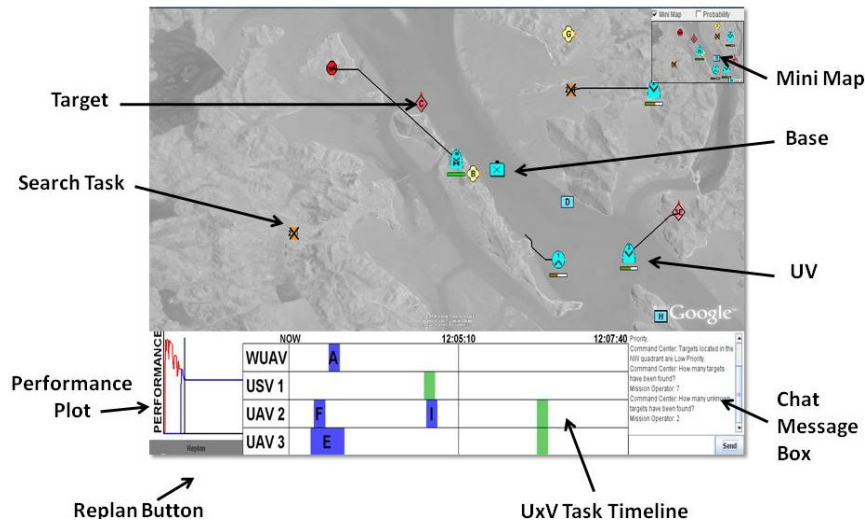 Mini Map
Probability
G
Mini Map
Target
C
Base
B
Search Task
D
UV
H
Google
NOW
12:05:10
12:07:40
PERFORMANCE
WUAV
A
USV 1
UAV 2
F
I
UAV 3
E
Priority.
Command Center: Targets located in the
NW quadrant are Low Priority.
Command Center: How many targets
have been found?
Mission Operator: 7
Command Center: How many unknown
targets have been found?
Mission Operator: 2
Send
Replan
Performance
Plot
Chat
Message
Box
Replan Button
UxV Task Timeline